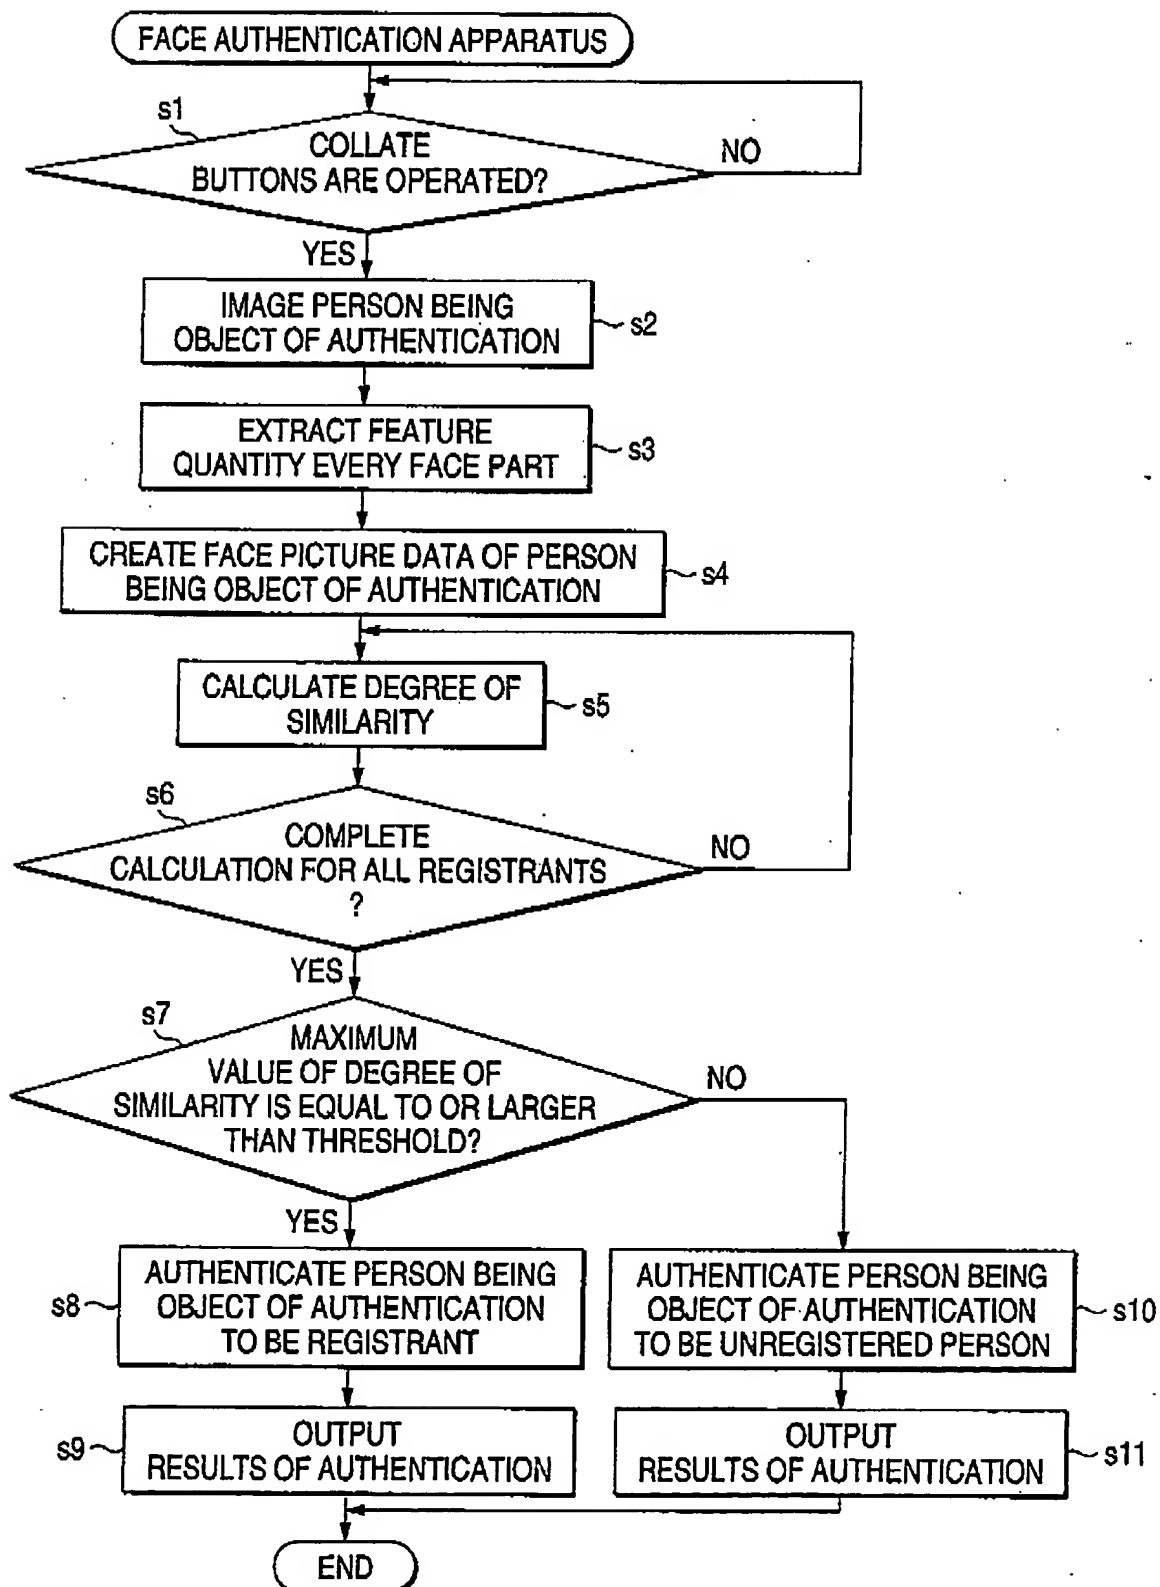 FACE AUTHENTICATION APPARATUS
s1
COLLATE
BUTTONS ARE OPERATED?
NO
YES
IMAGE PERSON BEING
OBJECT OF AUTHENTICATION
s2
EXTRACT FEATURE
QUANTITY EVERY FACE PART
s3
CREATE FACE PICTURE DATA OF PERSON
BEING OBJECT OF AUTHENTICATION
s4
CALCULATE DEGREE OF
SIMILARITY
s5
s6
COMPLETE
CALCULATION FOR ALL REGISTRANTS
?
NO
YES
s7
MAXIMUM
VALUE OF DEGREE OF
SIMILARITY IS EQUAL TO OR LARGER
THAN THRESHOLD?
NO
YES
s8
AUTHENTICATE PERSON BEING
OBJECT OF AUTHENTICATION
TO BE REGISTRANT
AUTHENTICATE PERSON BEING
OBJECT OF AUTHENTICATION
TO BE UNREGISTERED PERSON
s10
s9
OUTPUT
RESULTS OF AUTHENTICATION
OUTPUT
RESULTS OF AUTHENTICATION
s11
END